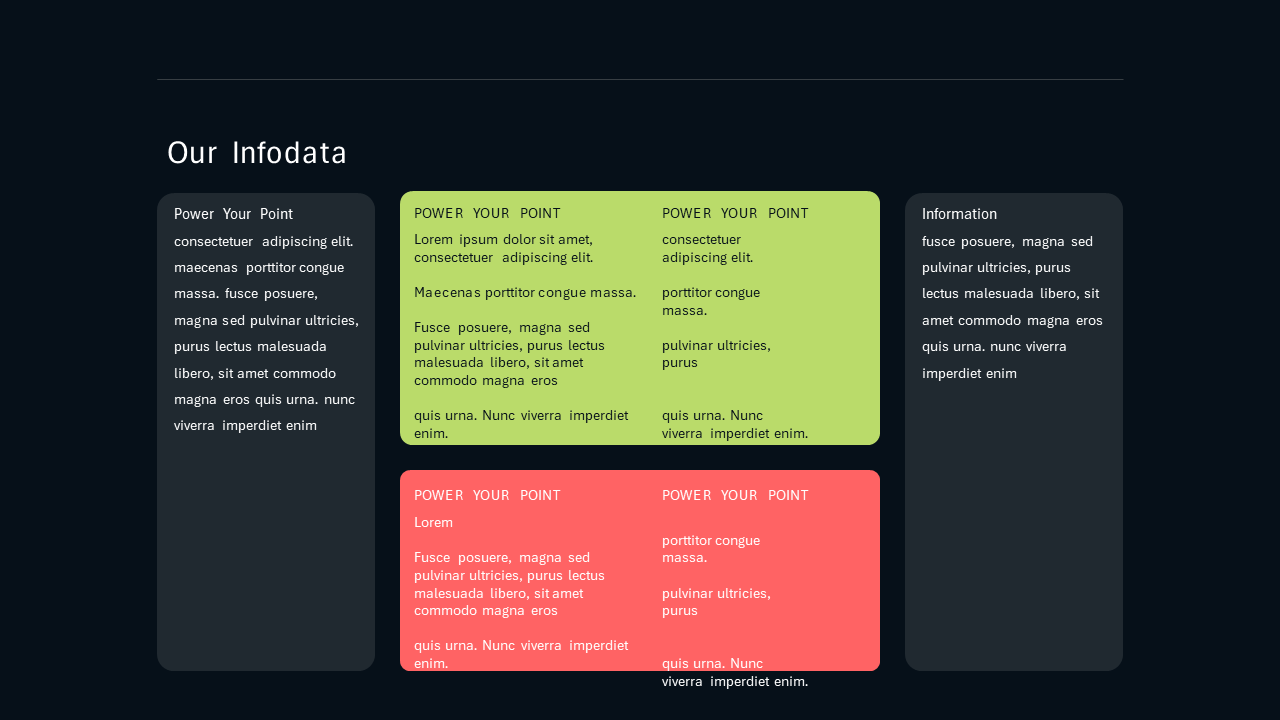 Our Infodata
Power Your Point
consectetuer adipiscing elit.
maecenas porttitor congue
massa. fusce posuere,
magna sed pulvinar ultricies,
purus lectus malesuada
libero, sit amet commodo
magna eros quis urna. nunc
viverra imperdiet enim
POWER YOUR POINT
Lorem ipsum dolor sit amet,
consectetuer adipiscing elit.
Maecenas porttitor congue massa.
Fusce posuere, magna sed
pulvinar ultricies, purus lectus
malesuada libero, sit amet
commodo magna eros
quis urna. Nunc viverra imperdiet
enim.
POWER YOUR POINT
consectetuer
adipiscing elit.
porttitor congue
massa.
pulvinar ultricies,
purus
quis urna. Nunc
viverra imperdiet enim.
POWER YOUR POINT
Lorem
Fusce posuere, magna sed
pulvinar ultricies, purus lectus
malesuada libero, sit amet
commodo magna eros
quis urna. Nunc viverra imperdiet
enim.
POWER YOUR POINT
porttitor congue
massa.
pulvinar ultricies,
purus
quis urna. Nunc
viverra imperdiet enim.
Information
fusce posuere, magna sed
pulvinar ultricies, purus
lectus malesuada libero, sit
amet commodo magna eros
quis urna. nunc viverra
imperdiet enim